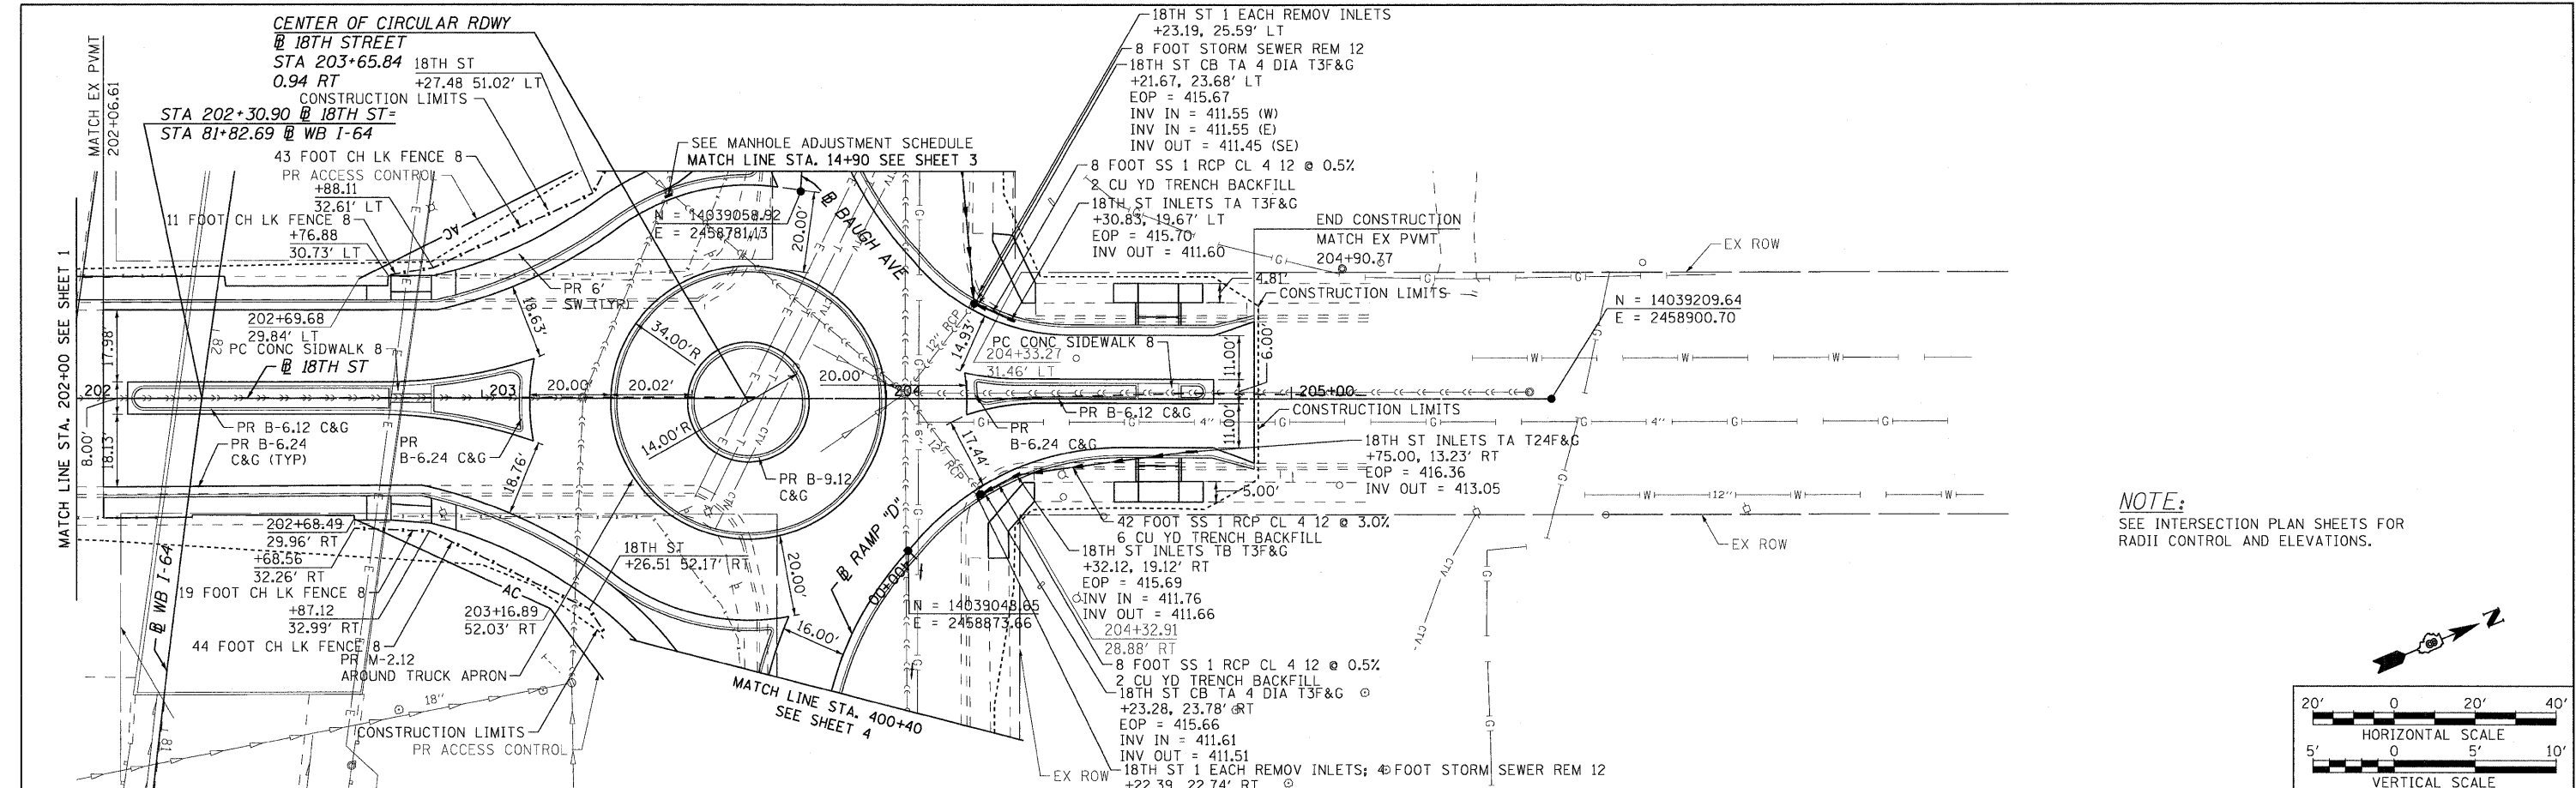 CENTER OF CIRCULAR RDWY
℄ 18TH STREET
STA 203+65.84
0.94 RT
18TH ST
+27.48 51.02' LT
CONSTRUCTION LIMITS
MATCH EX PVMT
202+06.61
STA 202+30.90 ℄ 18TH ST=
STA 81+82.69 ℄ WB I-64
43 FOOT CH LK FENCE 8
PR ACCESS CONTROL
+88.11
32.61' LT
11 FOOT CH LK FENCE 8
+76.88
30.73' LT
AC
SEE MANHOLE ADJUSTMENT SCHEDULE
MATCH LINE STA. 14+90 SEE SHEET 3
N = 14039058.92
E = 2458781.13
20.00'
℄ BAUGH AVE
18TH ST 1 EACH REMOV INLETS
+23.19, 25.59' LT
8 FOOT STORM SEWER REM 12
18TH ST CB TA 4 DIA T3F&G
+21.67, 23.68' LT
EOP = 415.67
INV IN = 411.55 (W)
INV IN = 411.55 (E)
INV OUT = 411.45 (SE)
8 FOOT SS 1 RCP CL 4 12 @ 0.5%
2 CU YD TRENCH BACKFILL
18TH ST INLETS TA T3F&G
+30.83, 19.67' LT
EOP = 415.70
INV OUT = 411.60
END CONSTRUCTION
MATCH EX PVMT
204+90.77
EX ROW
4.81'
CONSTRUCTION LIMITS
N = 14039209.64
E = 2458900.70
MATCH LINE STA. 202+00 SEE SHEET 1
PR 6'
SW (TYP)
18.63'
202+69.68
29.84' LT
17.98'
PC CONC SIDWALK 8
℄ 18TH ST
34.00'R
12" RCP
14.93'
PC CONC SIDEWALK 8
204+33.27
31.46' LT
11.00'
6.00'
202
203
20.00'
20.02'
20.00'
204
205+00
8.00'
18.13'
PR B-6.12 C&G
PR B-6.24
C&G (TYP)
PR
B-6.24 C&G
18.76'
14.00'R
PR B-9.12
C&G
12" RCP
17.44'
PR B-6.12 C&G
PR
B-6.24 C&G
4"
11.00'
CONSTRUCTION LIMITS
18TH ST INLETS TA T24F&G
+75.00, 13.23' RT
EOP = 416.36
INV OUT = 413.05
4"
12"
5.00'
202+68.49
29.96' RT
+68.56
32.26' RT
19 FOOT CH LK FENCE 8
+87.12
32.99' RT
44 FOOT CH LK FENCE 8
PR M-2.12
AROUND TRUCK APRON
AC
203+16.89
52.03' RT
18TH ST
+26.51 52.17' RT
20.00'
16.00'
℄ RAMP "D"
400+00
N = 14039048.65
E = 2458873.66
42 FOOT SS 1 RCP CL 4 12 @ 3.0%
6 CU YD TRENCH BACKFILL
18TH ST INLETS TB T3F&G
+32.12, 19.12' RT
EOP = 415.69
INV IN = 411.76
INV OUT = 411.66
204+32.91
28.88' RT
8 FOOT SS 1 RCP CL 4 12 @ 0.5%
2 CU YD TRENCH BACKFILL
18TH ST CB TA 4 DIA T3F&G
+23.28, 23.78' RT
EOP = 415.66
INV IN = 411.61
INV OUT = 411.51
18TH ST 1 EACH REMOV INLETS; 4 FOOT STORM SEWER REM 12
+22.39, 22.74' RT
EX ROW
EX ROW
℄ WB I-64
82
81
18"
CONSTRUCTION LIMITS
PR ACCESS CONTROL
MATCH LINE STA. 400+40
SEE SHEET 4
CTV
NOTE:
SEE INTERSECTION PLAN SHEETS FOR
RADII CONTROL AND ELEVATIONS.
N
20' 0 20' 40'
HORIZONTAL SCALE
5' 0 5' 10'
VERTICAL SCALE